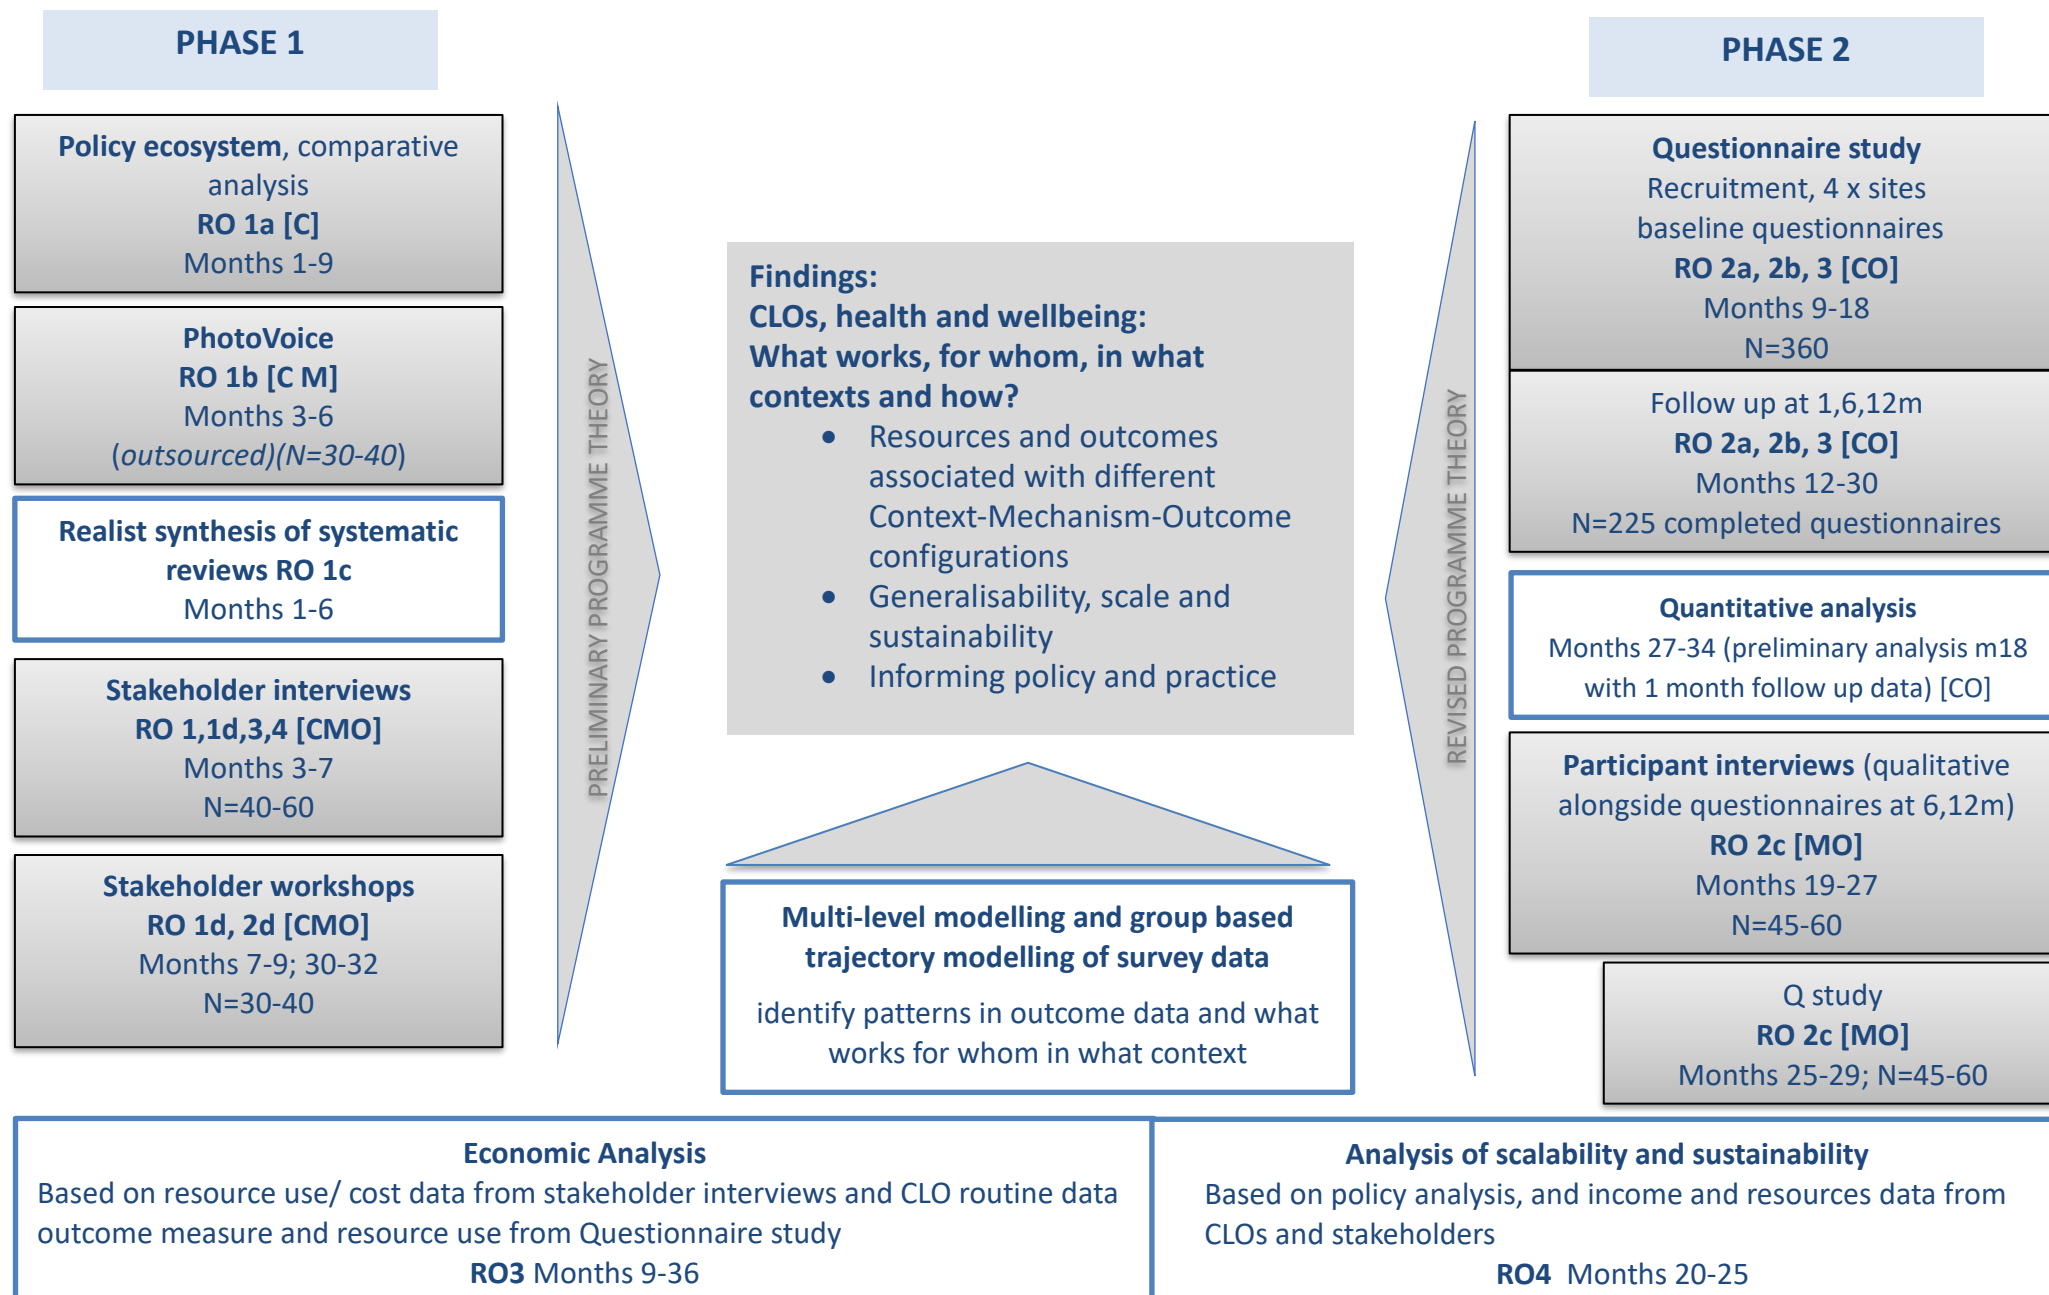 PHASE 1
Policy ecosystem, comparative
analysis
RO 1a [C]
Months 1-9
PhotoVoice
RO 1b [C M]
Months 3-6
(outsourced)(N=30-40)
Realist synthesis of systematic
reviews RO 1c
Months 1-6
Stakeholder interviews
RO 1,1d,3,4 [CMO]
Months 3-7
N=40-60
Stakeholder workshops
RO 1d, 2d [CMO]
Months 7-9; 30-32
N=30-40
PRELIMINARY PROGRAMME THEORY
Findings:
CLOs, health and wellbeing:
What works, for whom, in what
contexts and how?
• Resources and outcomes
associated with different
Context-Mechanism-Outcome
configurations
• Generalisability, scale and
sustainability
• Informing policy and practice
Multi-level modelling and group based
trajectory modelling of survey data
identify patterns in outcome data and what
works for whom in what context
REVISED PROGRAMME THEORY
PHASE 2
Questionnaire study
Recruitment, 4 x sites
baseline questionnaires
RO 2a, 2b, 3 [CO]
Months 9-18
N=360
Follow up at 1,6,12m
RO 2a, 2b, 3 [CO]
Months 12-30
N=225 completed questionnaires
Quantitative analysis
Months 27-34 (preliminary analysis m18
with 1 month follow up data) [CO]
Participant interviews (qualitative
alongside questionnaires at 6,12m)
RO 2c [MO]
Months 19-27
N=45-60
Q study
RO 2c [MO]
Months 25-29; N=45-60
Economic Analysis
Based on resource use/ cost data from stakeholder interviews and CLO routine data
outcome measure and resource use from Questionnaire study
RO3 Months 9-36
Analysis of scalability and sustainability
Based on policy analysis, and income and resources data from
CLOs and stakeholders
RO4 Months 20-25